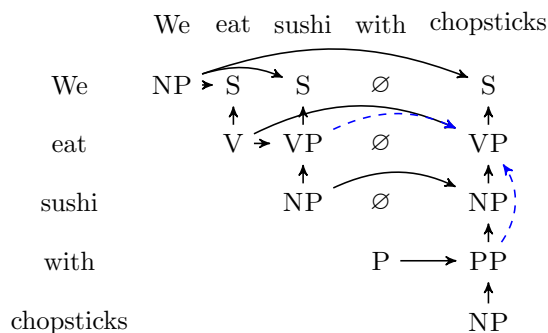 We eat sushi with chopsticks
We NP S S ∅ S
eat V VP ∅ VP
sushi NP ∅ NP
with P PP
chopsticks NP